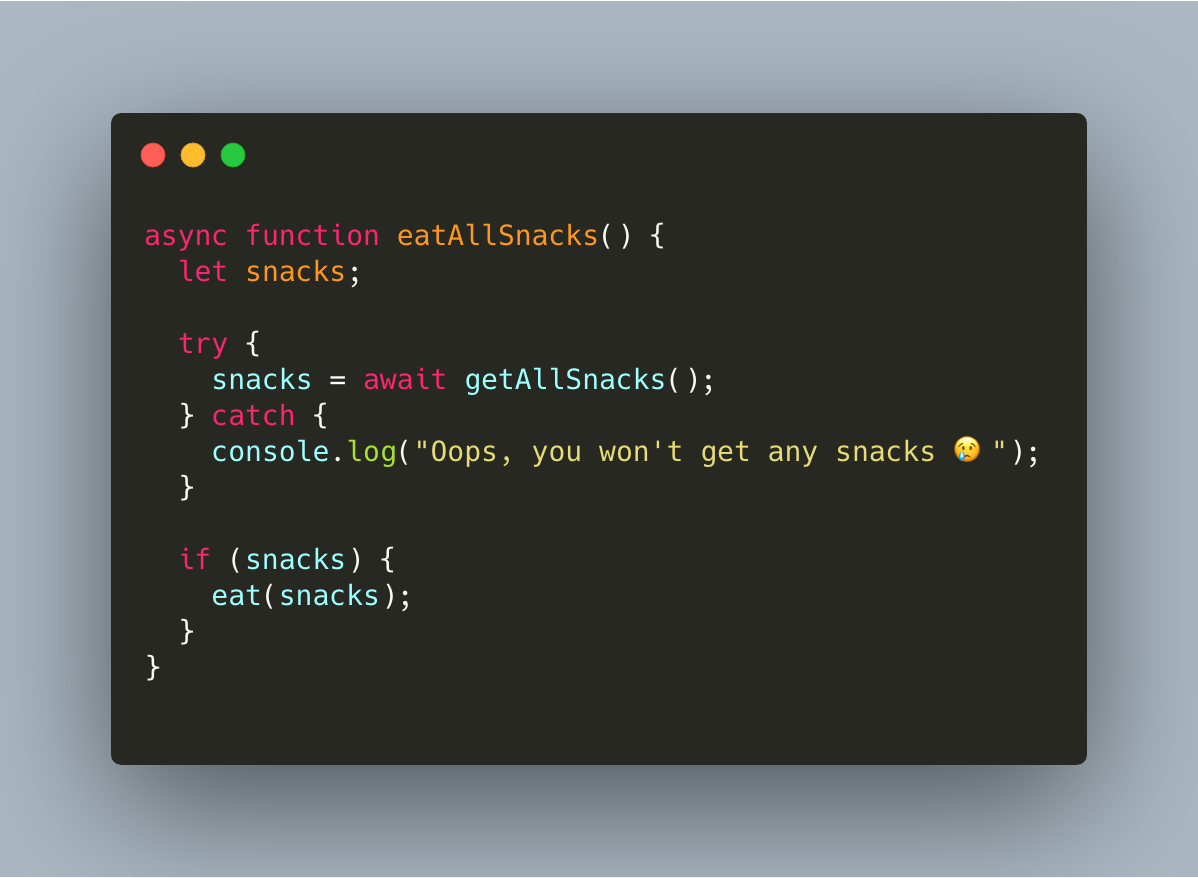 async function eatAllSnacks() {
  let snacks;

  try {
    snacks = await getAllSnacks();
  } catch {
    console.log("Oops, you won't get any snacks 😢 ");
  }

  if (snacks) {
    eat(snacks);
  }
}